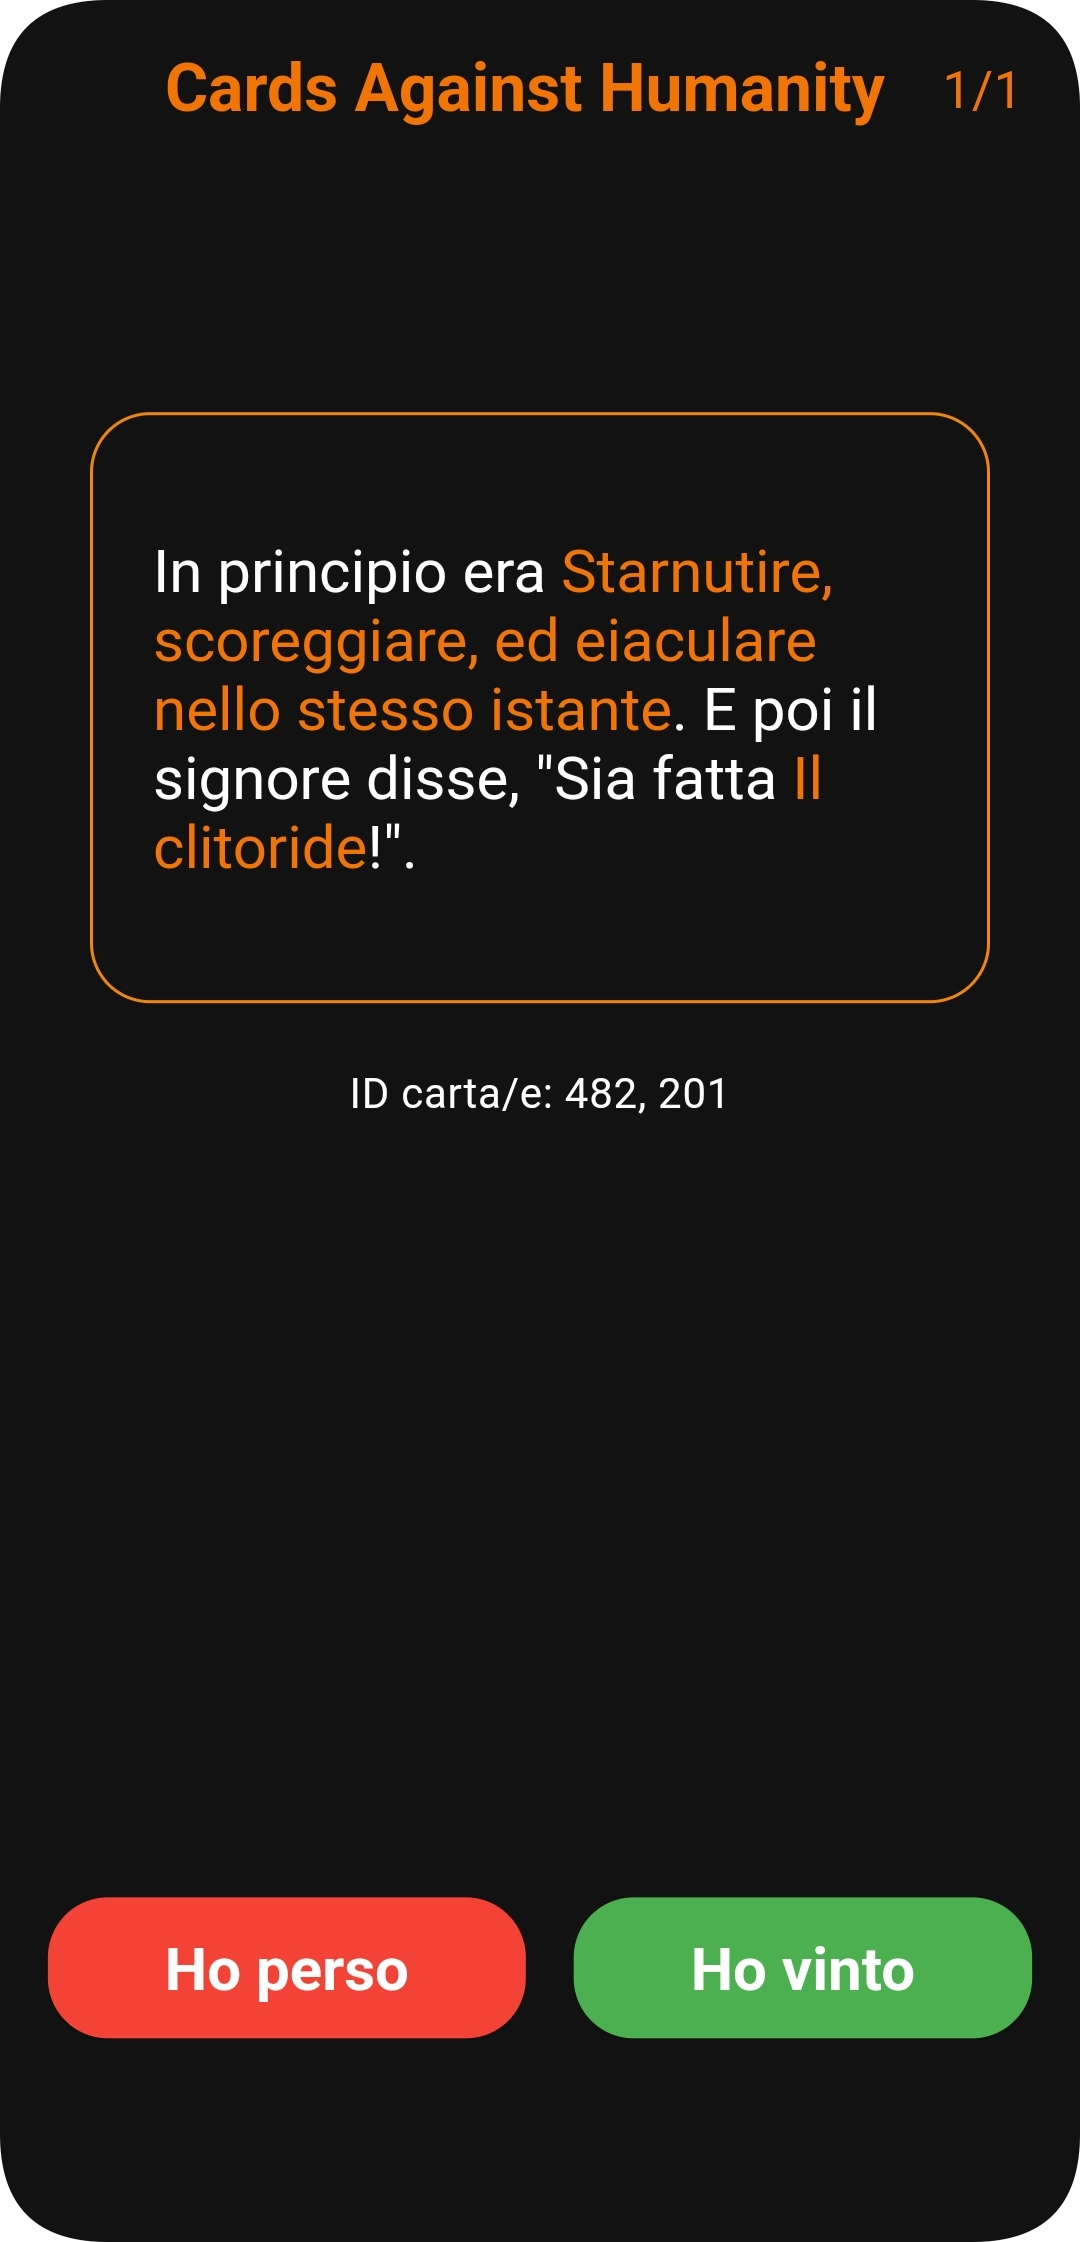 Cards Against Humanity 1/1
In principio era Starnutire,
scoreggiare, ed eiaculare
nello stesso istante. E poi il
signore disse, "Sia fatta Il
clitoride!".
ID carta/e: 482, 201
Ho perso
Ho vinto